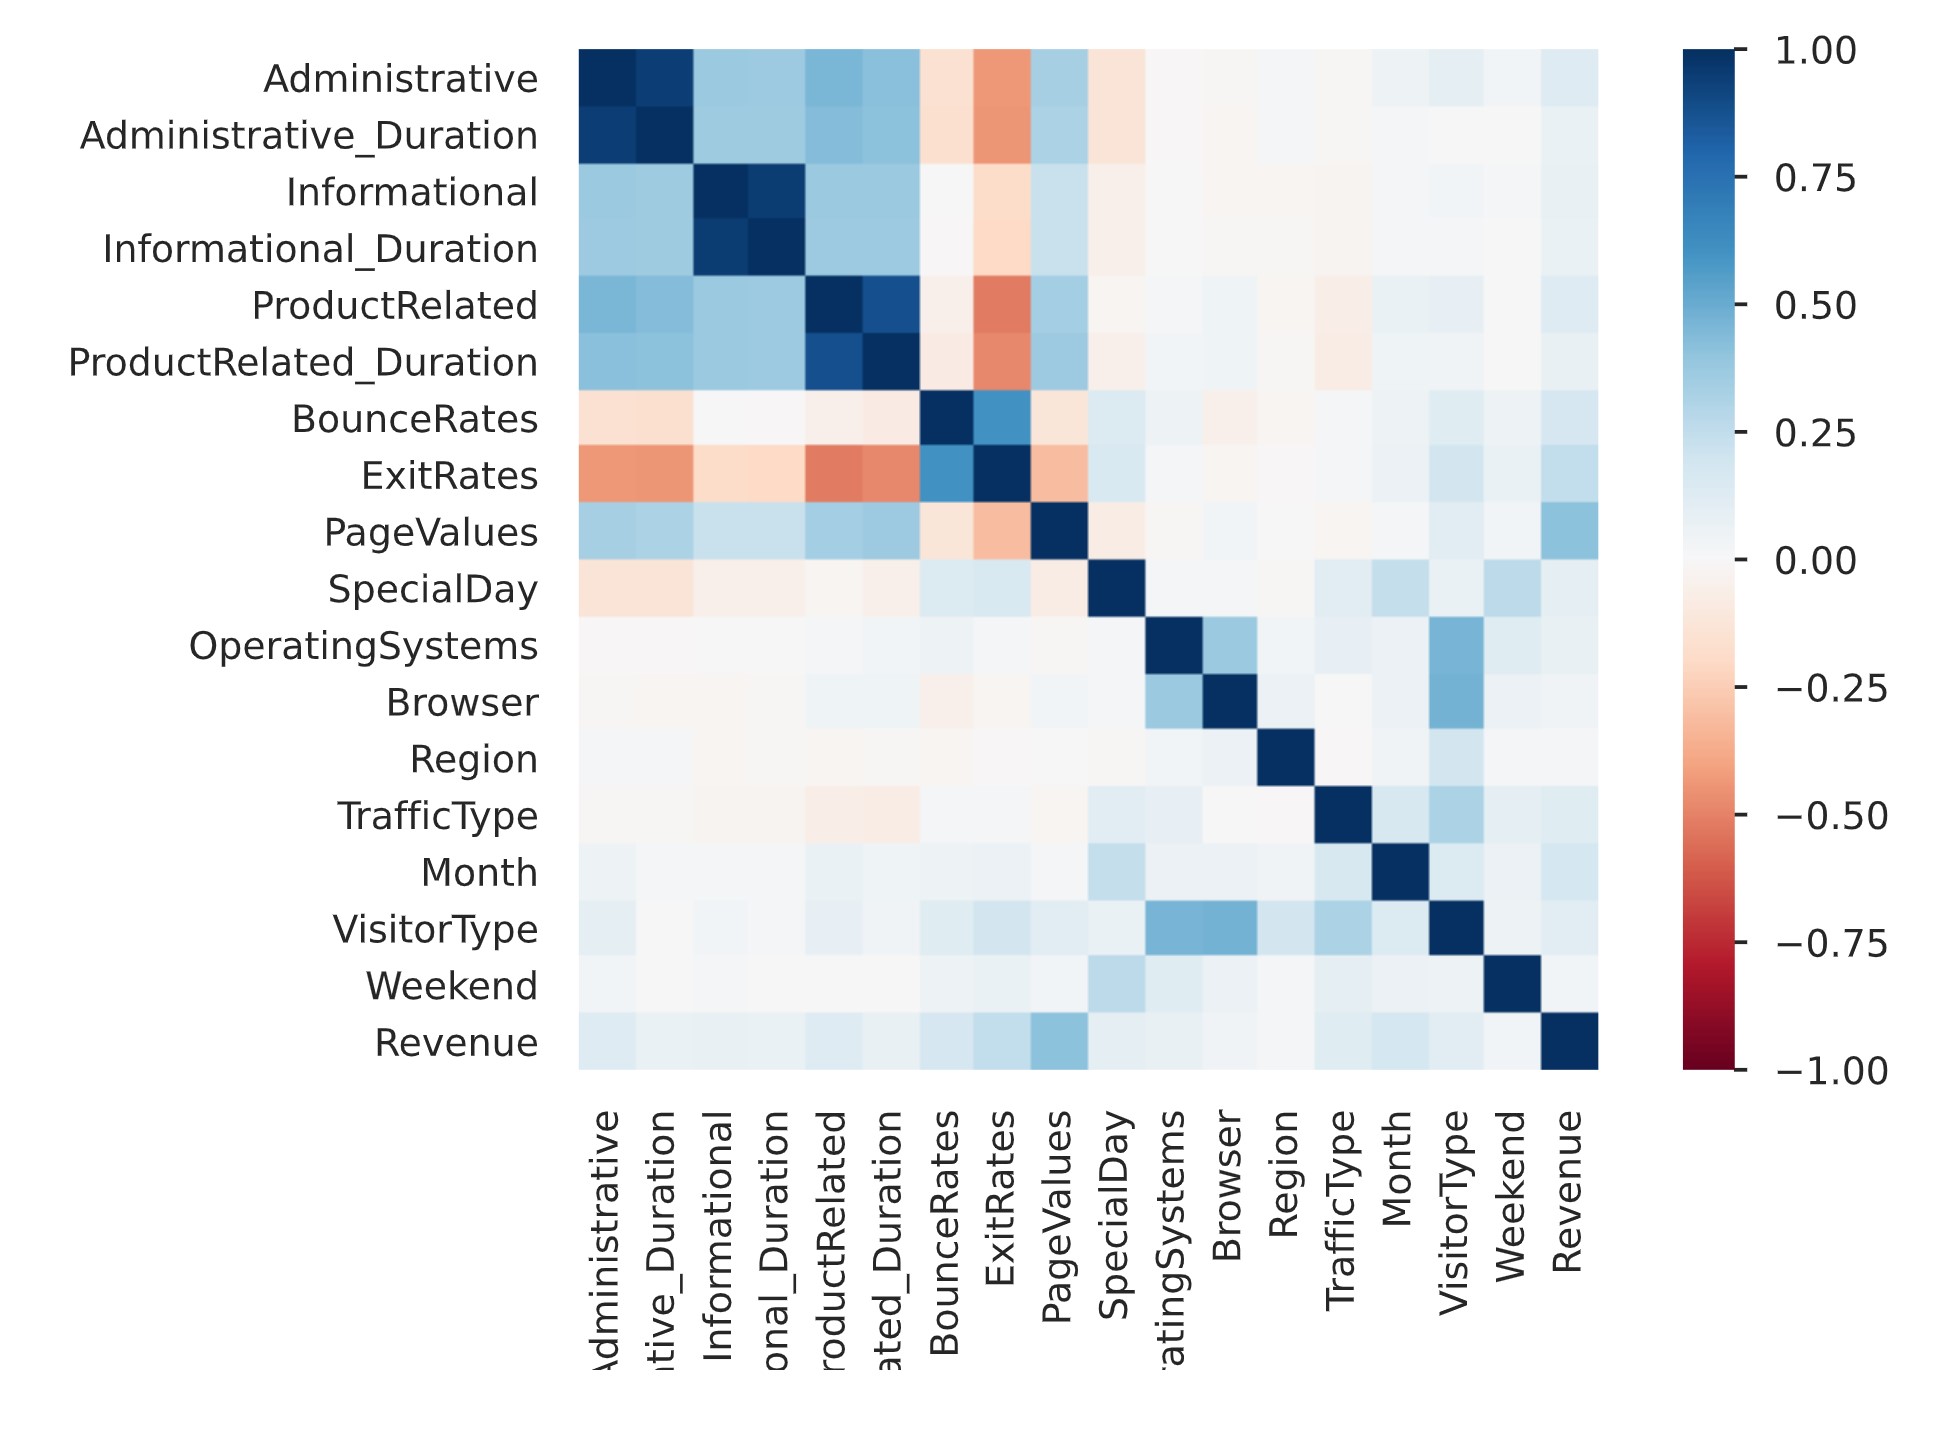 Administrative
Administrative_Duration
Informational
Informational_Duration
ProductRelated
ProductRelated_Duration
BounceRates
ExitRates
PageValues
SpecialDay
OperatingSystems
Browser
Region
TrafficType
Month
VisitorType
Weekend
Revenue
1.00
0.75
0.50
0.25
0.00
−0.25
−0.50
−0.75
−1.00
Administrative
ative_Duration
Informational
onal_Duration
roductRelated
ated_Duration
BounceRates
ExitRates
PageValues
SpecialDay
ratingSystems
Browser
Region
TrafficType
Month
VisitorType
Weekend
Revenue